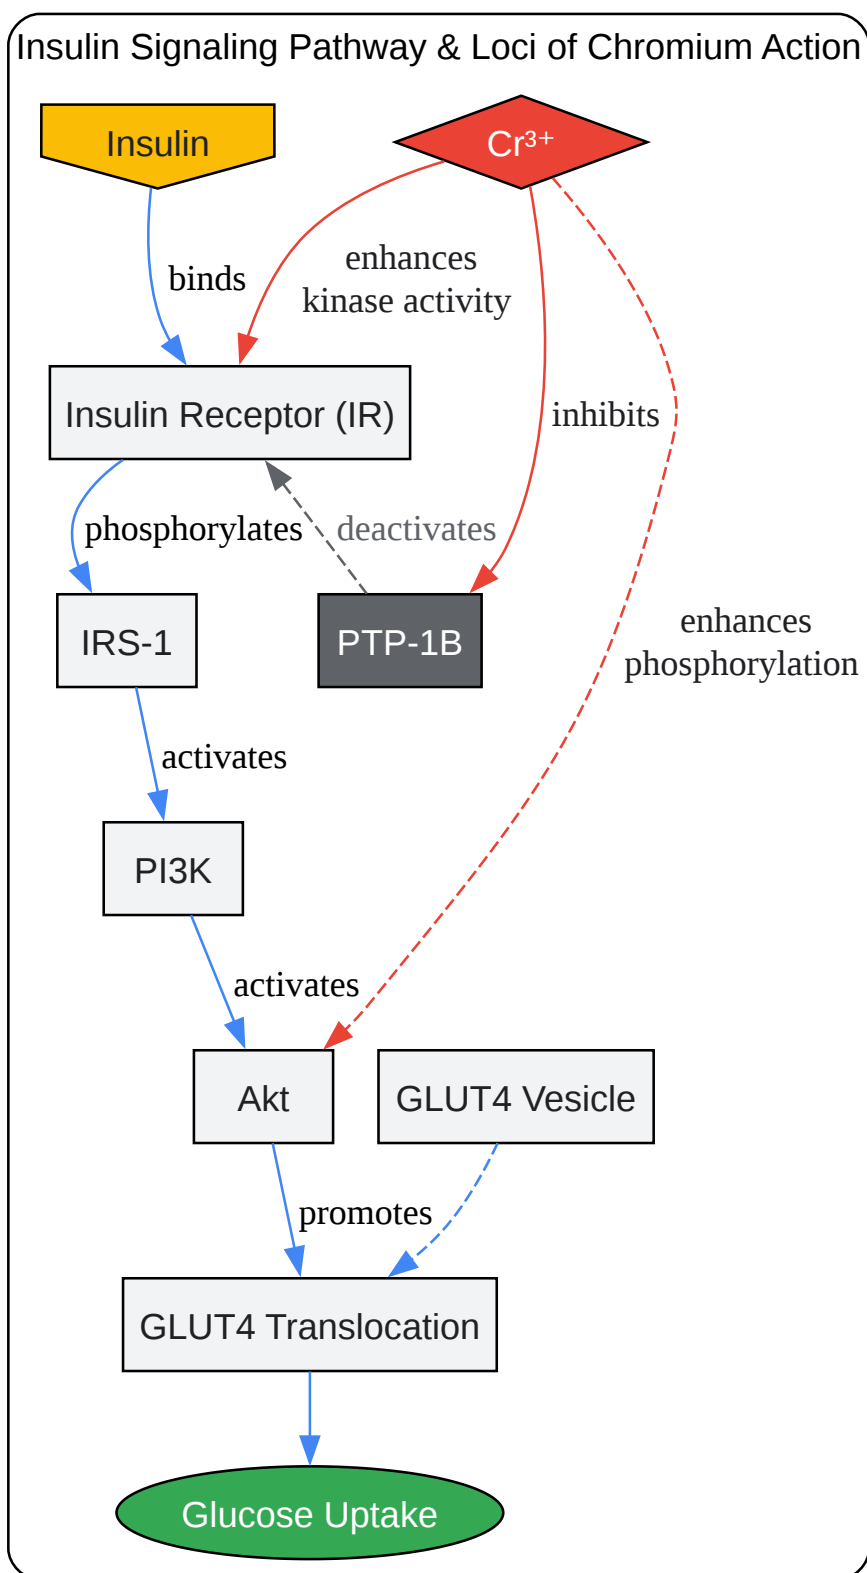 Insulin Signaling Pathway & Loci of Chromium Action
Insulin
Cr³⁺
binds
enhances
kinase activity
Insulin Receptor (IR)
inhibits
phosphorylates
deactivates
IRS-1
PTP-1B
enhances
phosphorylation
activates
PI3K
activates
Akt
GLUT4 Vesicle
promotes
GLUT4 Translocation
Glucose Uptake